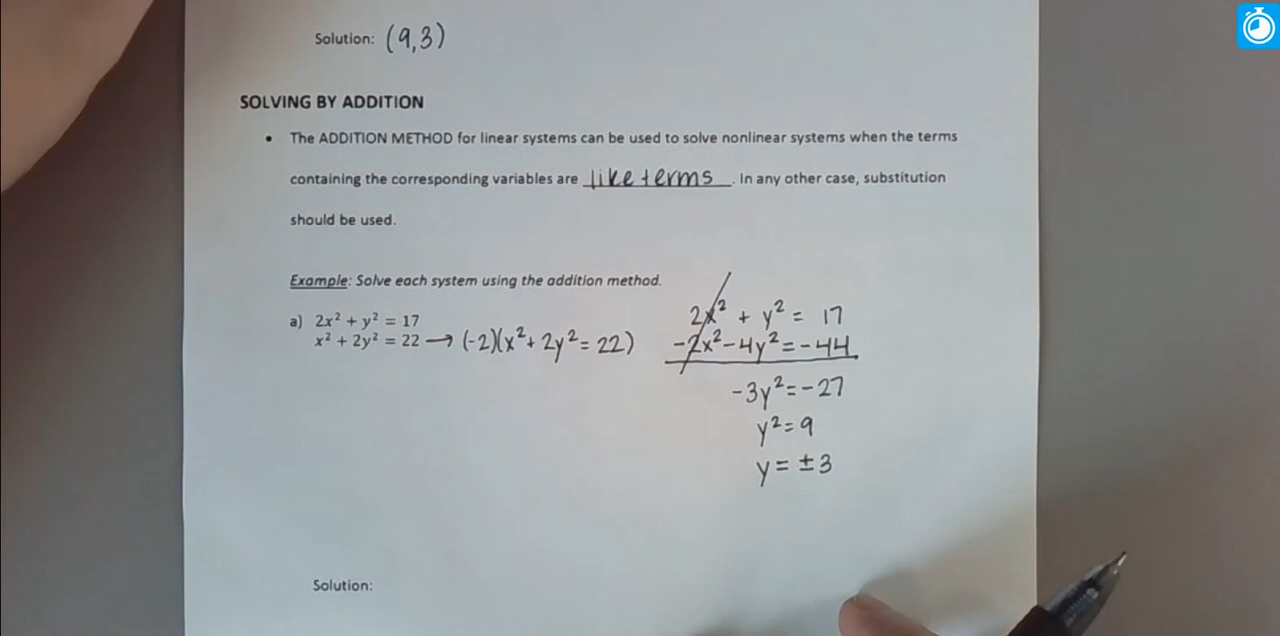 Solution: (9,3)
SOLVING BY ADDITION
• The ADDITION METHOD for linear systems can be used to solve nonlinear systems when the terms
containing the corresponding variables are like terms. In any other case, substitution
should be used.
Example: Solve each system using the addition method.
a) 2x² + y² = 17
x² + 2y² = 22 → (-2)(x² + 2y² = 22)
2x² + y² = 17
-2x² - 4y² = -44
-3y² = -27
y² = 9
y = ±3
Solution: